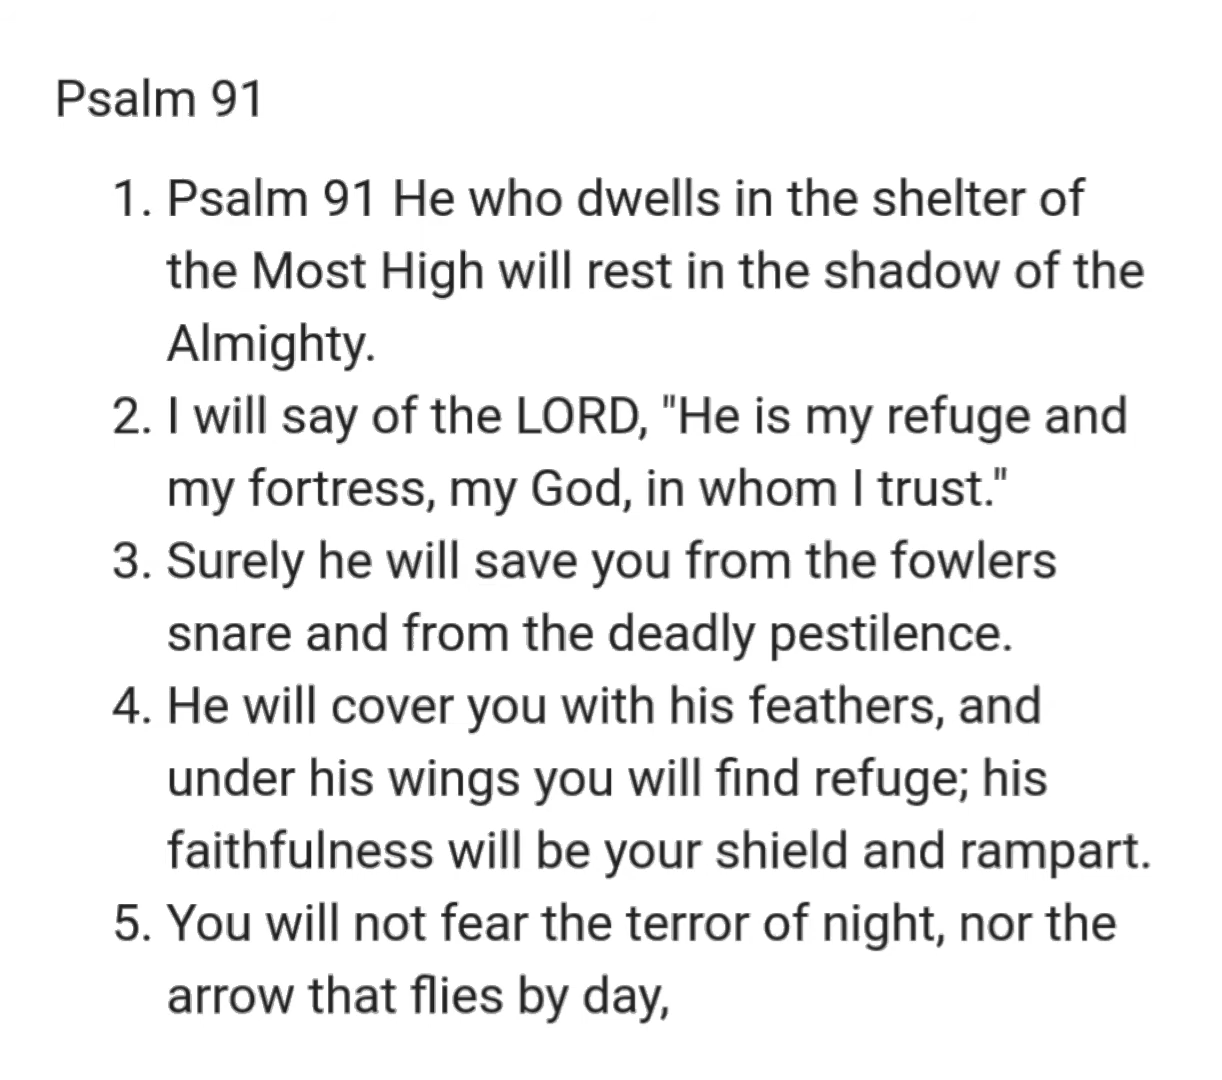 Psalm 91
1. Psalm 91 He who dwells in the shelter of
the Most High will rest in the shadow of the
Almighty.
2. I will say of the LORD, "He is my refuge and
my fortress, my God, in whom I trust."
3. Surely he will save you from the fowlers
snare and from the deadly pestilence.
4. He will cover you with his feathers, and
under his wings you will find refuge; his
faithfulness will be your shield and rampart.
5. You will not fear the terror of night, nor the
arrow that flies by day,